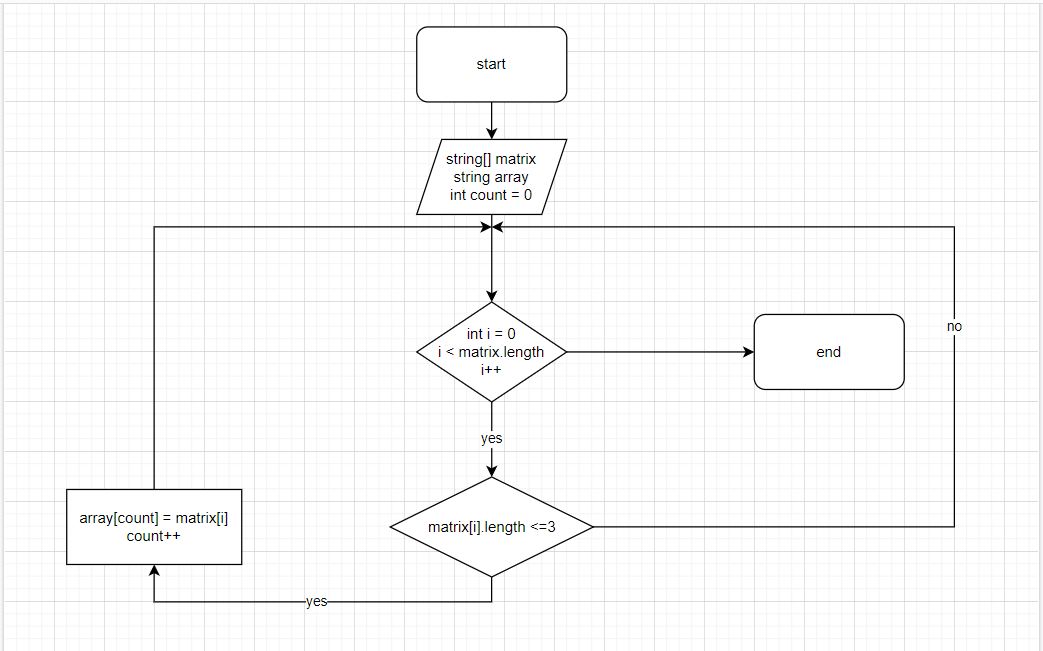 start
string[] matrix
string array
int count = 0
int i = 0
i < matrix.length
i++
end
no
yes
matrix[i].length <=3
array[count] = matrix[i]
count++
yes